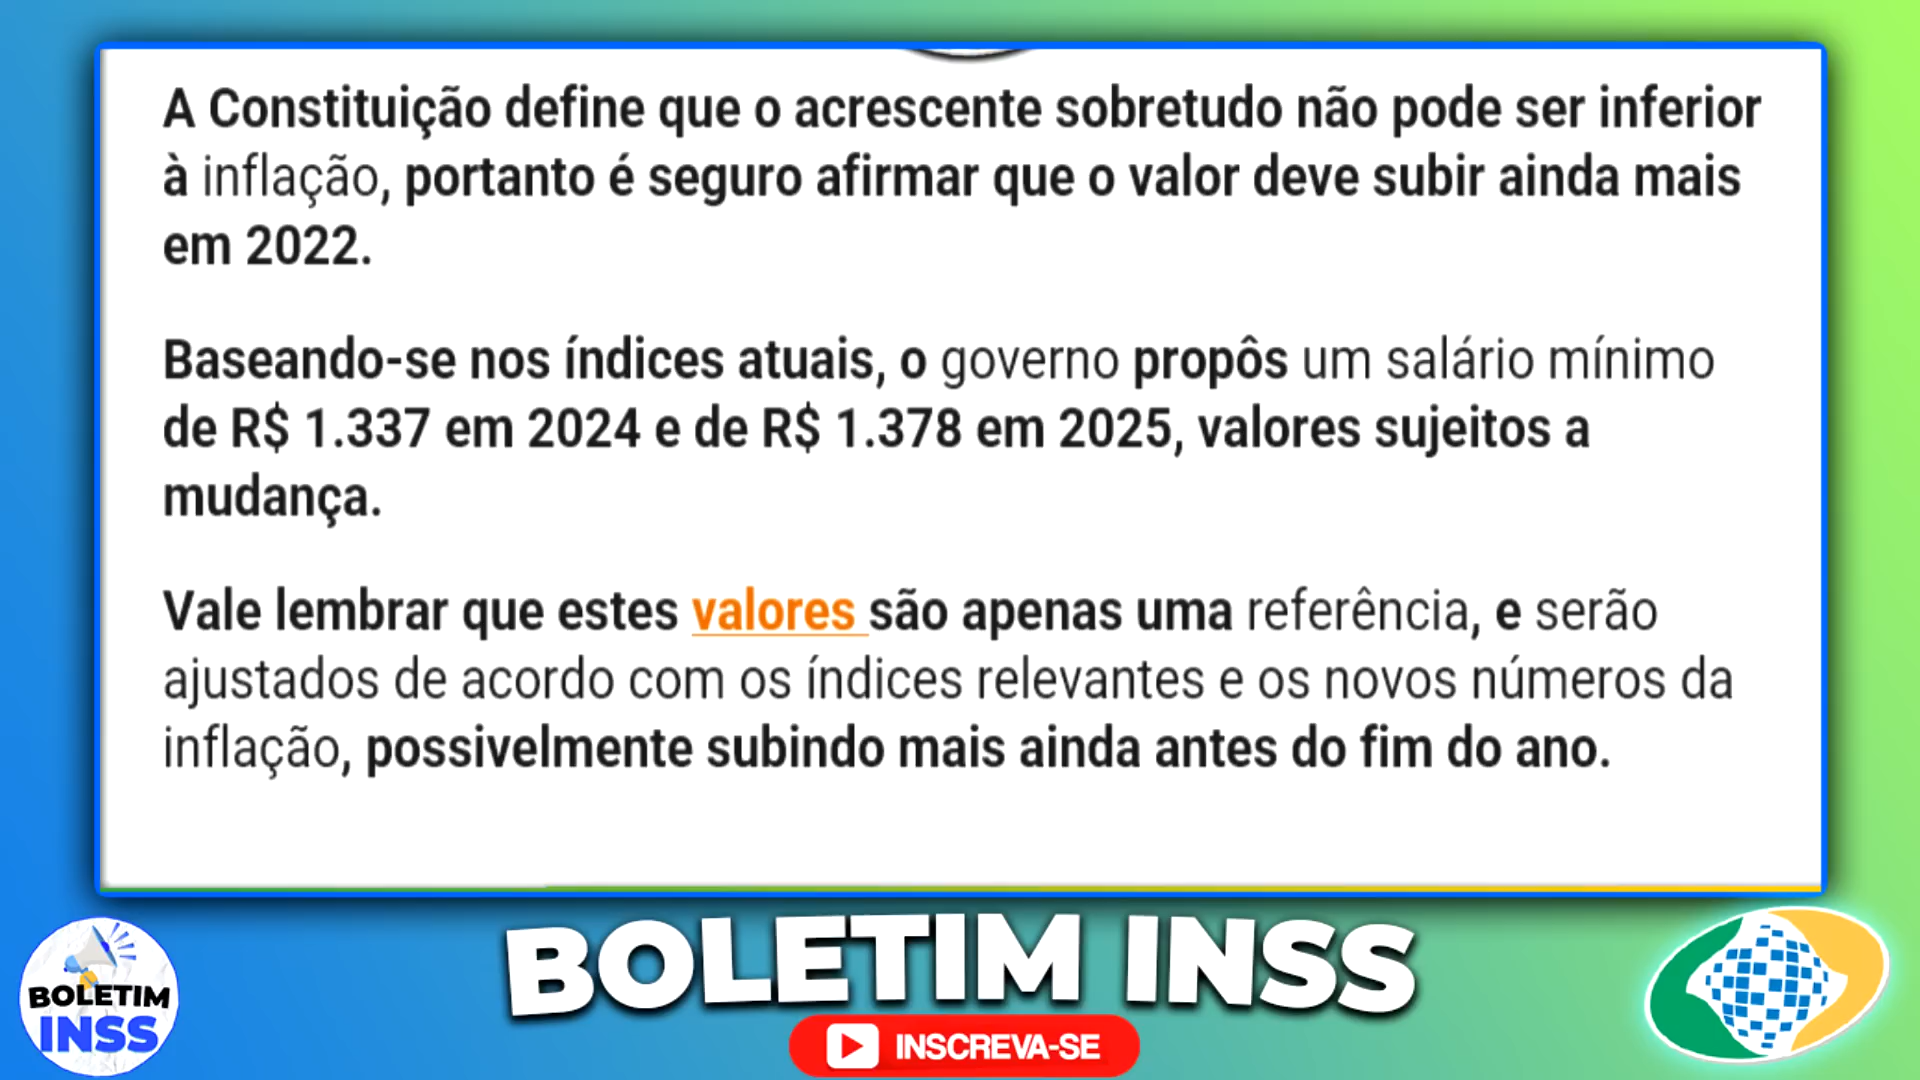 A Constituição define que o acrescente sobretudo não pode ser inferior
à inflação, portanto é seguro afirmar que o valor deve subir ainda mais
em 2022.
Baseando-se nos índices atuais, o governo propôs um salário mínimo
de R$ 1.337 em 2024 e de R$ 1.378 em 2025, valores sujeitos a
mudança.
Vale lembrar que estes valores são apenas uma referência, e serão
ajustados de acordo com os índices relevantes e os novos números da
inflação, possivelmente subindo mais ainda antes do fim do ano.
BOLETIM
INSS
BOLETIM INSS
INSCREVA-SE